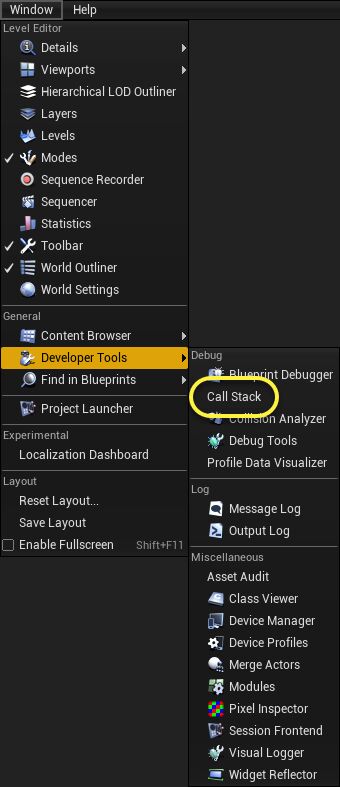 Window Help
Level Editor
Details
Viewports
Hierarchical LOD Outliner
Layers
Levels
Modes
Sequence Recorder
Sequencer
Statistics
Toolbar
World Outliner
World Settings
General
Content Browser
Developer Tools
Find in Blueprints
Project Launcher
Experimental
Localization Dashboard
Layout
Reset Layout...
Save Layout
Enable Fullscreen Shift+F11
Debug
Blueprint Debugger
Call Stack
Collision Analyzer
Debug Tools
Profile Data Visualizer
Log
Message Log
Output Log
Miscellaneous
Asset Audit
Class Viewer
Device Manager
Device Profiles
Merge Actors
Modules
Pixel Inspector
Session Frontend
Visual Logger
Widget Reflector